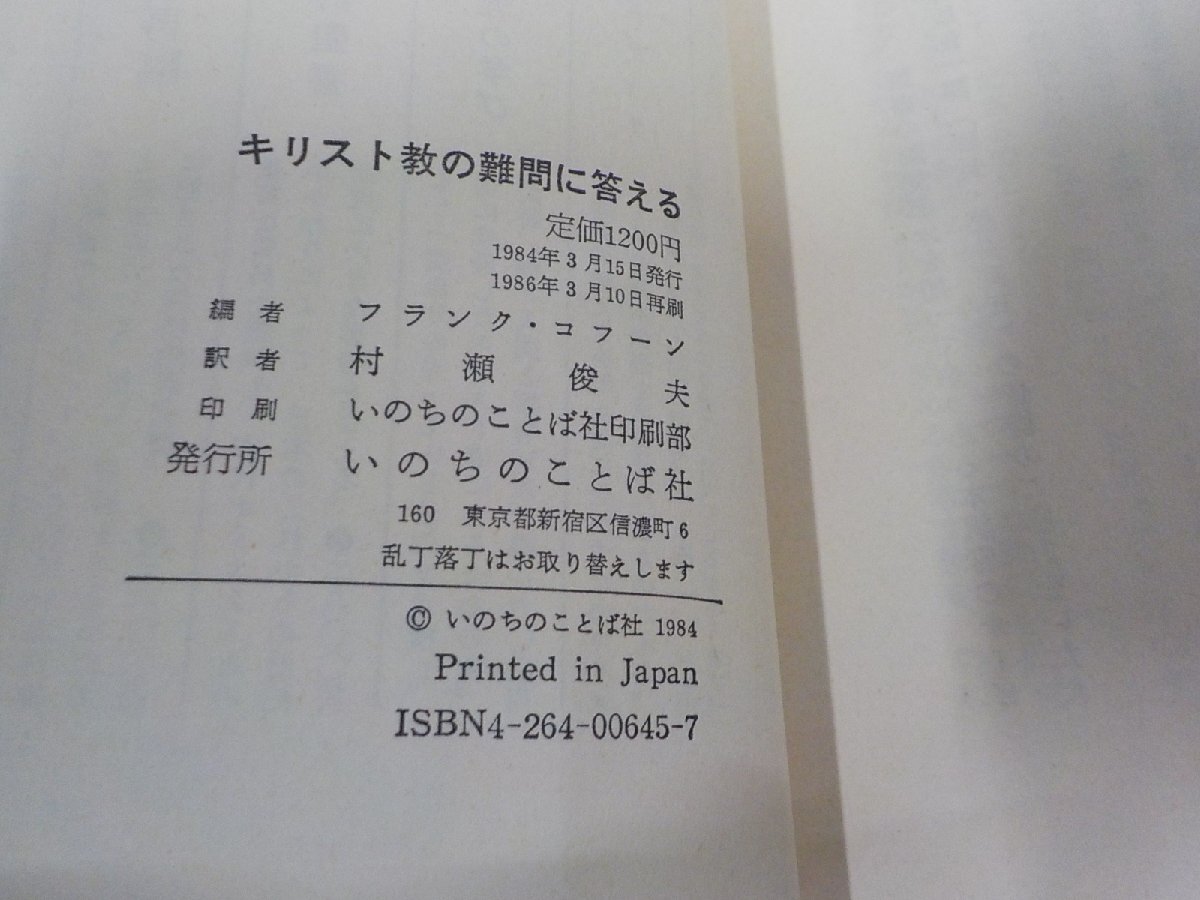 キリスト教の難問に答える
定価1200円
1984年3月15日発行
1986年3月10日再刷
編者 フランク・コフーン
訳者 村瀬俊夫
印刷 いのちのことば社印刷部
発行所 いのちのことば社
160 東京都新宿区信濃町6
乱丁落丁はお取り替えします
© いのちのことば社 1984
Printed in Japan
ISBN4-264-00645-7